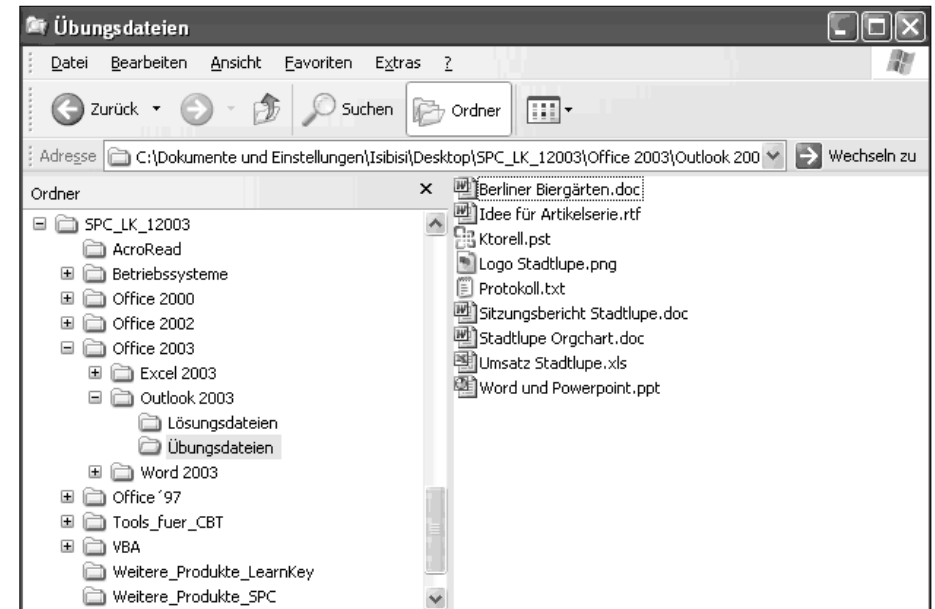 Übungsdateien
Datei Bearbeiten Ansicht Favoriten Extras ?
Zurück Suchen Ordner
Adresse C:\Dokumente und Einstellungen\Isibisi\Desktop\SPC_LK_12003\Office 2003\Outlook 200 Wechseln zu
Ordner
SPC_LK_12003
AcroRead
Betriebssysteme
Office 2000
Office 2002
Office 2003
Excel 2003
Outlook 2003
Lösungsdateien
Übungsdateien
Word 2003
Office ´97
Tools_fuer_CBT
VBA
Weitere_Produkte_LearnKey
Weitere_Produkte_SPC
Berliner Biergärten.doc
Idee für Artikelserie.rtf
Ktorell.pst
Logo Stadtlupe.png
Protokoll.txt
Sitzungsbericht Stadtlupe.doc
Stadtlupe Orgchart.doc
Umsatz Stadtlupe.xls
Word und Powerpoint.ppt